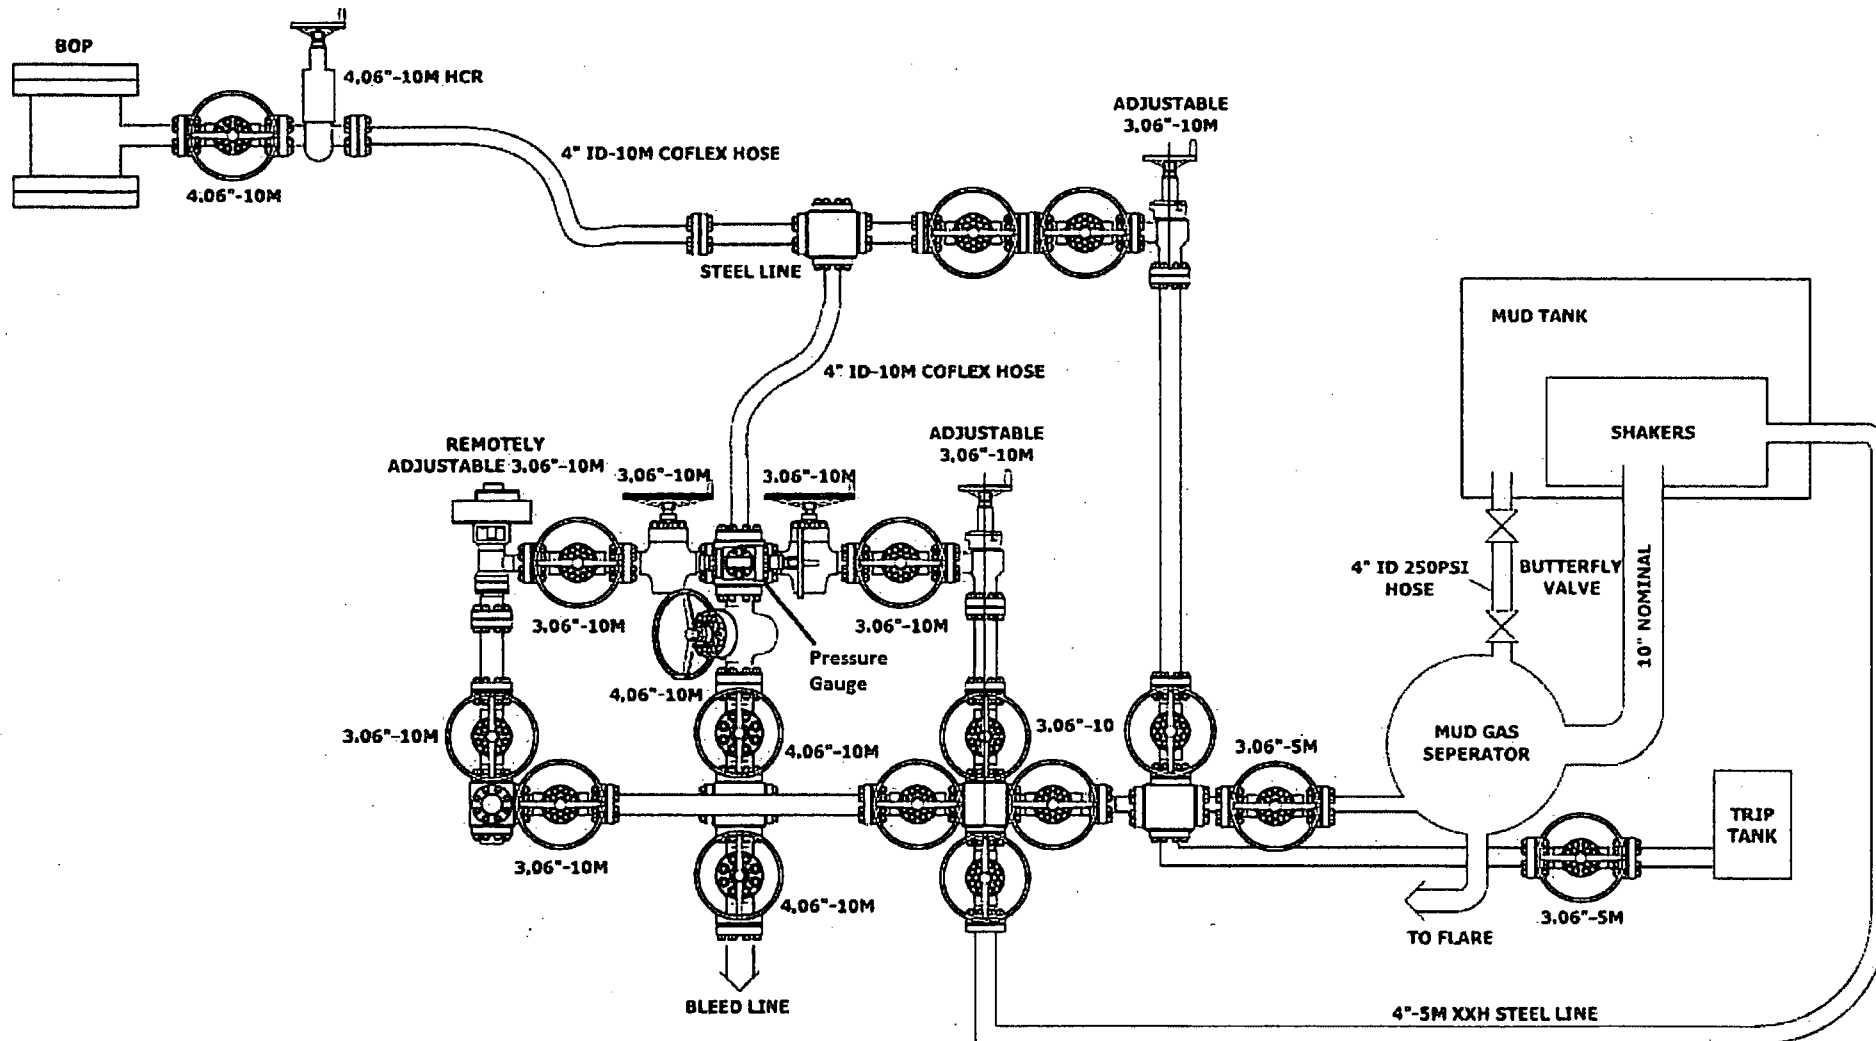 BOP
4.06"-10M HCR
4.06"-10M
4" ID-10M COFLEX HOSE
ADJUSTABLE
3.06"-10M
STEEL LINE
4" ID-10M COFLEX HOSE
MUD TANK
SHAKERS
REMOTELY
ADJUSTABLE 3.06"-10M
3.06"-10M
3.06"-10M
ADJUSTABLE
3.06"-10M
3.06"-10M
3.06"-10M
4" ID 250PSI
HOSE
BUTTERFLY
VALVE
10" NOMINAL
Pressure
Gauge
4.06"-10M
3.06"-10M
4.06"-10M
3.06"-10
3.06"-5M
MUD GAS
SEPERATOR
TRIP
TANK
3.06"-10M
4.06"-10M
3.06"-5M
TO FLARE
BLEED LINE
4"-5M XXH STEEL LINE